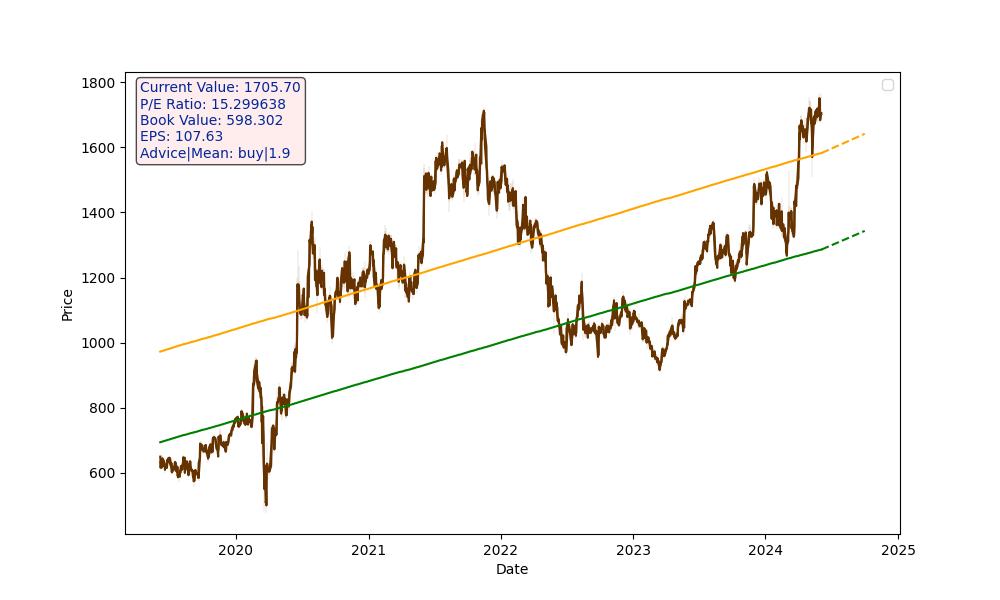 Current Value: 1705.70
P/E Ratio: 15.299638
Book Value: 598.302
EPS: 107.63
Advice|Mean: buy|1.9
1800
1600
1400
1200
1000
800
600
Price
2020
2021
2022
2023
2024
2025
Date